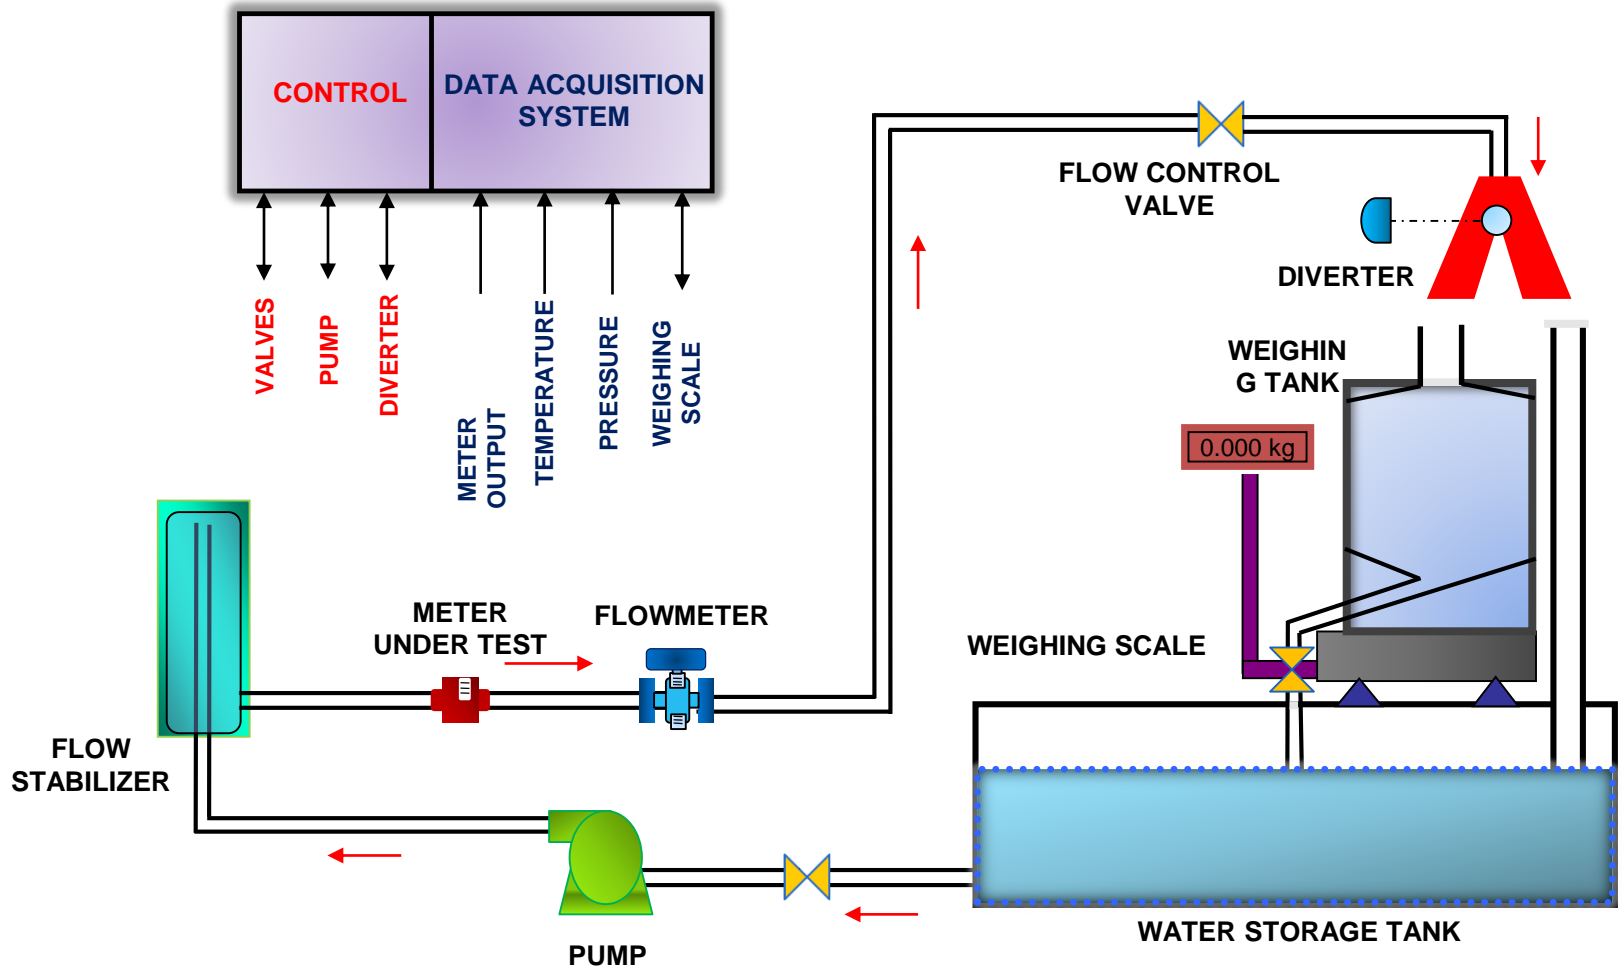 CONTROL
DATA ACQUISITION
SYSTEM
VALVES
PUMP
DIVERTER
METER
OUTPUT
TEMPERATURE
PRESSURE
WEIGHING
SCALE
FLOW CONTROL
VALVE
DIVERTER
WEIGHIN
G TANK
0.000 kg
METER
UNDER TEST
FLOWMETER
WEIGHING SCALE
FLOW
STABILIZER
PUMP
WATER STORAGE TANK